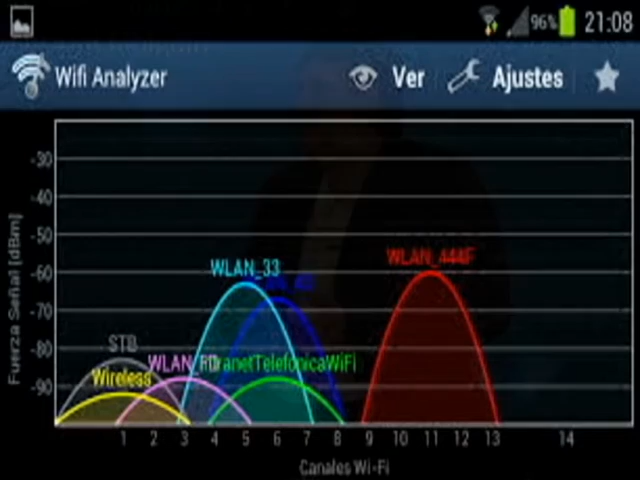 96% 21:08
Wifi Analyzer Ver Ajustes
-30
-40
-50
-60
-70
-80
-90
Fuerza Señal [dBm]
WLAN_444F
WLAN_33
STB
Wireless
1 2 3 4 5 6 7 8 9 10 11 12 13 14
Canales Wi-Fi